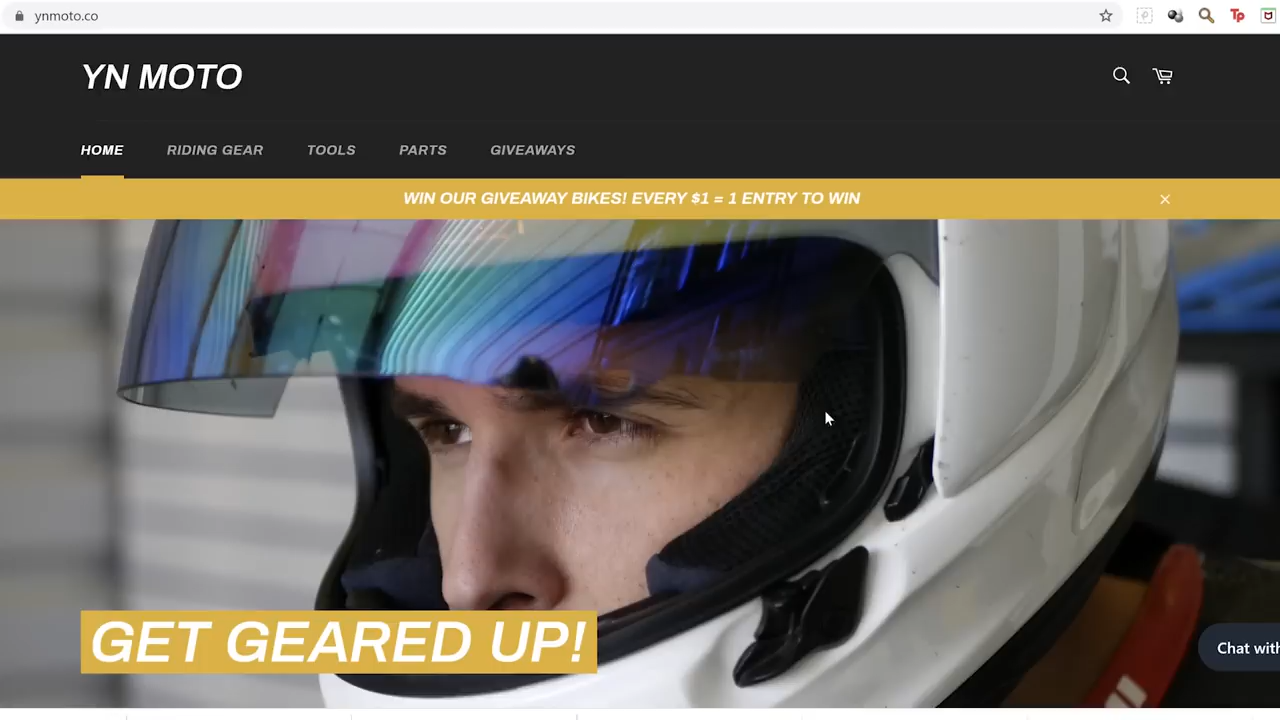 ynmoto.co
Tp
YN MOTO
HOME RIDING GEAR TOOLS PARTS GIVEAWAYS
WIN OUR GIVEAWAY BIKES! EVERY $1 = 1 ENTRY TO WIN
GET GEARED UP!
Chat with